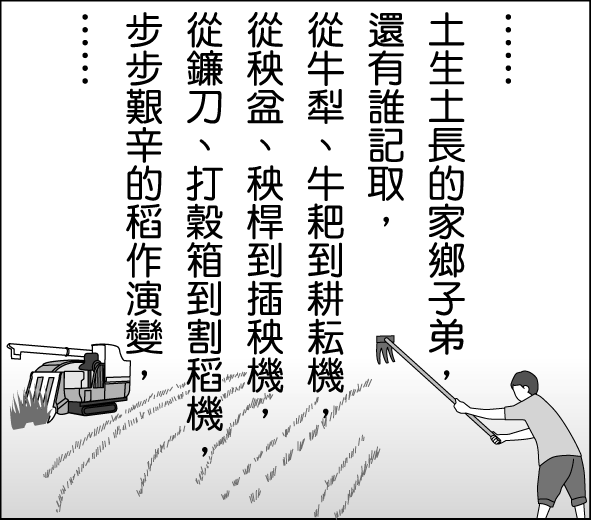 ……
土生土長的家鄉子弟，
還有誰記取，
從牛犁、牛耙到耕耘機，
從秧盆、秧桿到插秧機，
從鐮刀、打穀箱到割稻機，
步步艱辛的稻作演變，
……